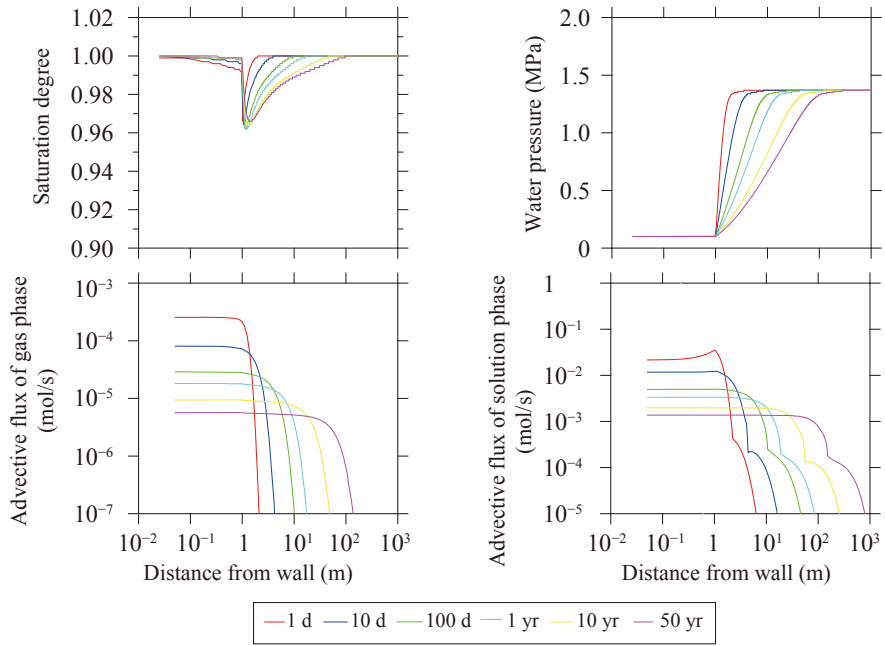 Saturation degree
1.02
1.00
0.98
0.96
0.94
0.92
0.90
Water pressure (MPa)
2.0
1.5
1.0
0.5
0
Advective flux of gas phase
(mol/s)
10⁻³
10⁻⁴
10⁻⁵
10⁻⁶
10⁻⁷
10⁻² 10⁻¹ 1 10¹ 10² 10³
Distance from wall (m)
Advective flux of solution phase
(mol/s)
1
10⁻¹
10⁻²
10⁻³
10⁻⁴
10⁻⁵
10⁻² 10⁻¹ 1 10¹ 10² 10³
Distance from wall (m)
1 d 10 d 100 d 1 yr 10 yr 50 yr